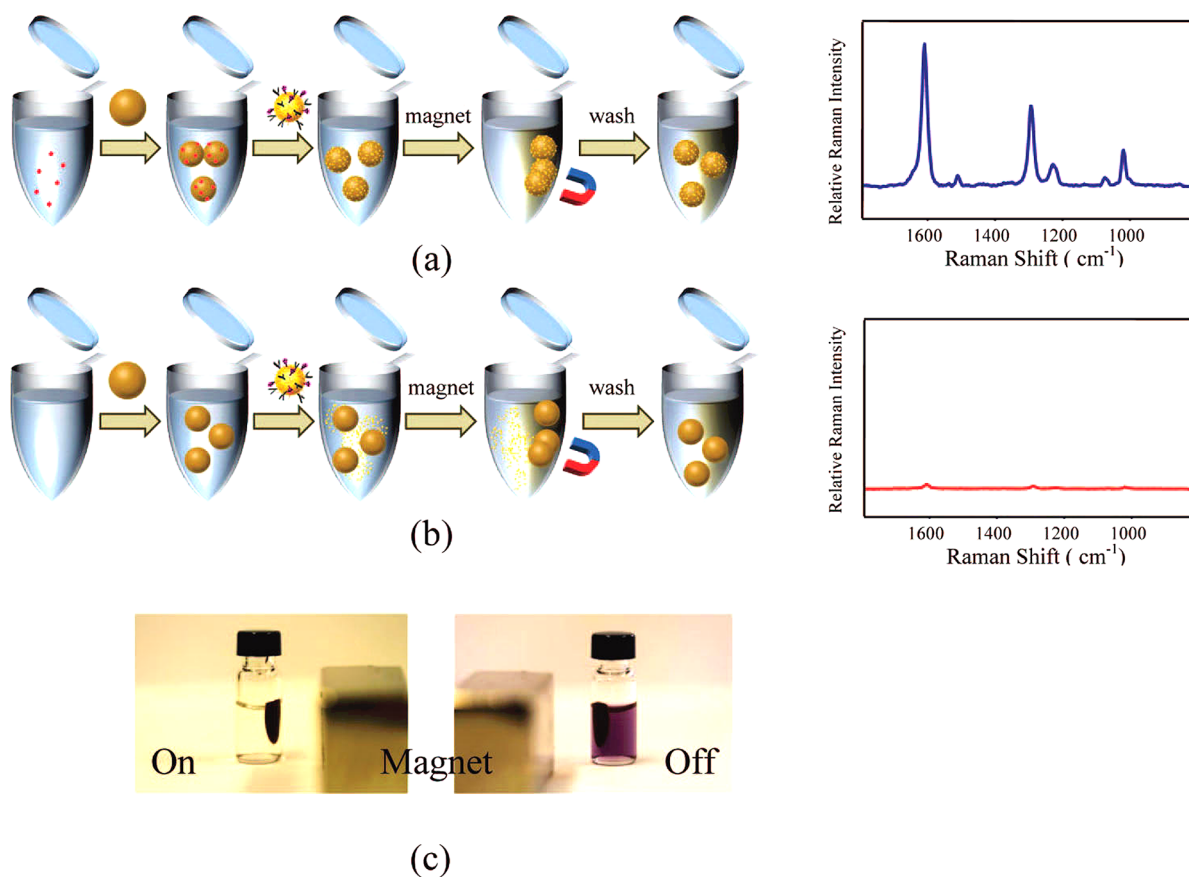 magnet
wash
(a)
Relative Raman Intensity
1600 1400 1200 1000
Raman Shift ( cm⁻¹)
magnet
wash
(b)
Relative Raman Intensity
1600 1400 1200 1000
Raman Shift ( cm⁻¹)
On Magnet Off
(c)